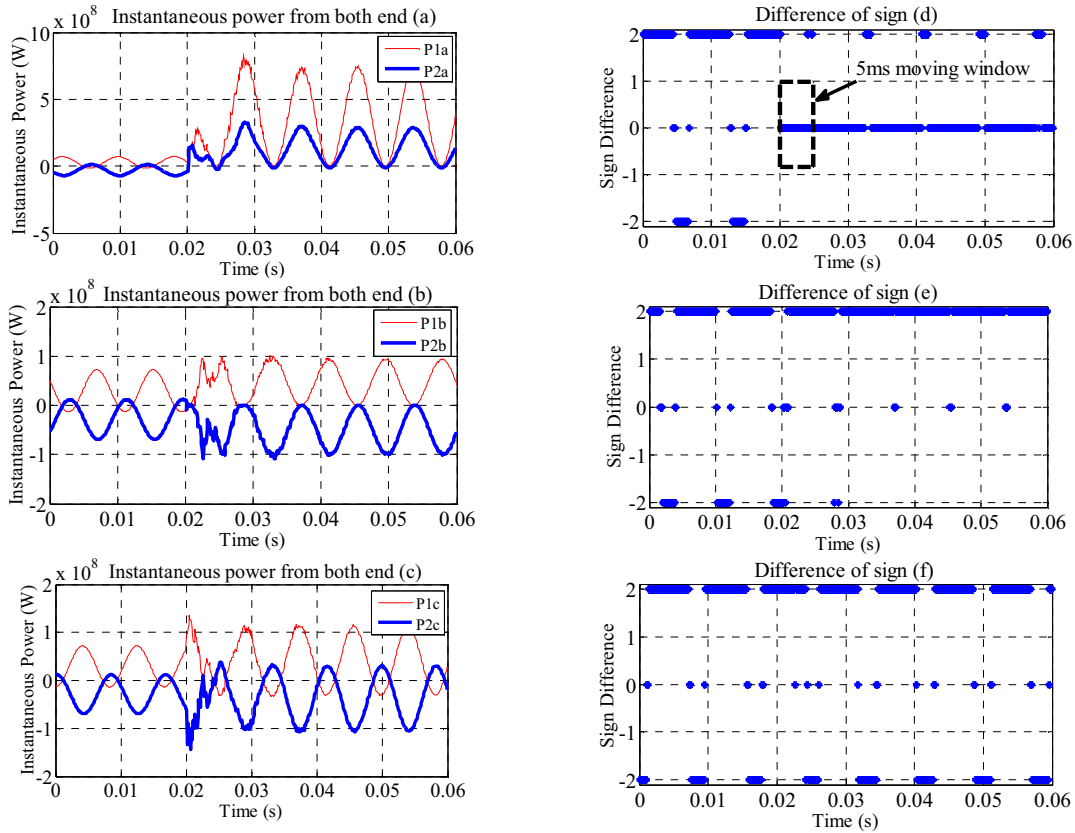 x 10^8 Instantaneous power from both end (a)
Instantaneous Power (W)
10
5
0
-5
P1a
P2a
0 0.01 0.02 0.03 0.04 0.05 0.06
Time (s)
Difference of sign (d)
Sign Difference
2
1
0
-1
-2
5ms moving window
0 0.01 0.02 0.03 0.04 0.05 0.06
Time (s)
x 10^8 Instantaneous power from both end (b)
Instantaneous Power (W)
2
1
0
-1
-2
P1b
P2b
0 0.01 0.02 0.03 0.04 0.05 0.06
Time (s)
Difference of sign (e)
Sign Difference
2
1
0
-1
-2
0 0.01 0.02 0.03 0.04 0.05 0.06
Time (s)
x 10^8 Instantaneous power from both end (c)
Instantaneous Power (W)
2
1
0
-1
-2
P1c
P2c
0 0.01 0.02 0.03 0.04 0.05 0.06
Time (s)
Difference of sign (f)
Sign Difference
2
1
0
-1
-2
0 0.01 0.02 0.03 0.04 0.05 0.06
Time (s)